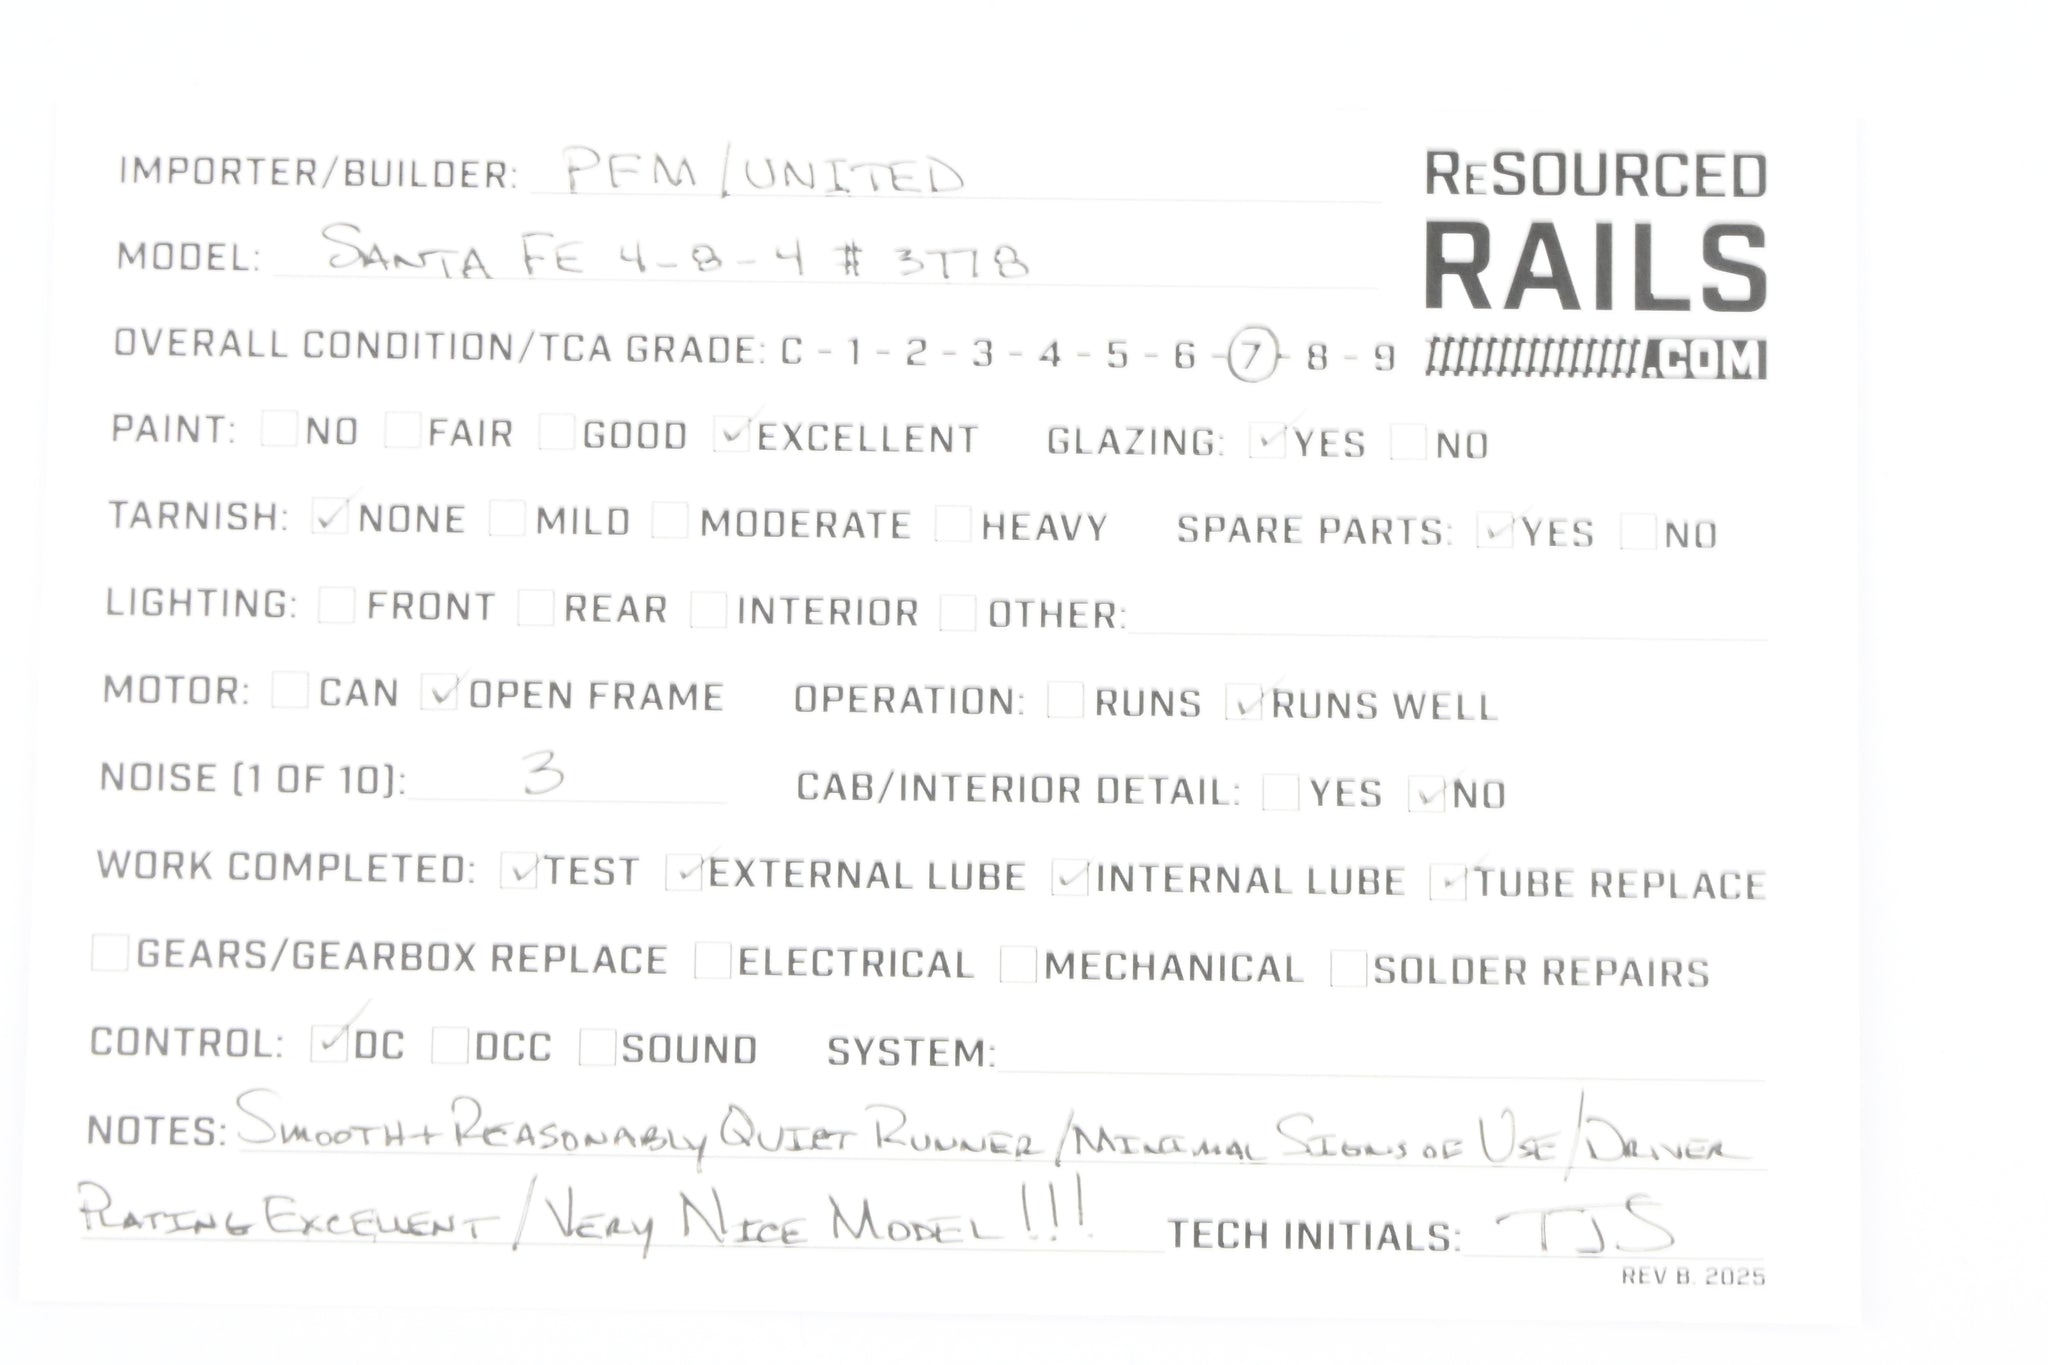 IMPORTER/BUILDER: PFM/UNITED
RESOURCED
RAILS
.COM
MODEL: SANTA FE 4-8-4 # 3778
OVERALL CONDITION/TCA GRADE: C - 1 - 2 - 3 - 4 - 5 - 6 - 7 - 8 - 9
PAINT: NO FAIR GOOD ✓EXCELLENT GLAZING: ✓YES NO
TARNISH: ✓NONE MILD MODERATE HEAVY SPARE PARTS: ✓YES NO
LIGHTING: FRONT REAR INTERIOR OTHER:
MOTOR: CAN ✓OPEN FRAME OPERATION: RUNS ✓RUNS WELL
NOISE (1 OF 10): 3 CAB/INTERIOR DETAIL: YES ✓NO
WORK COMPLETED: ✓TEST ✓EXTERNAL LUBE ✓INTERNAL LUBE ✓TUBE REPLACE
GEARS/GEARBOX REPLACE ELECTRICAL MECHANICAL SOLDER REPAIRS
CONTROL: ✓DC DCC SOUND SYSTEM:
NOTES: SMOOTH + REASONABLY QUIET RUNNER/MINIMAL SIGNS OF USE/DRIVER
PLATING EXCELLENT/VERY NICE MODEL!!! TECH INITIALS: TJS
REV B. 2025